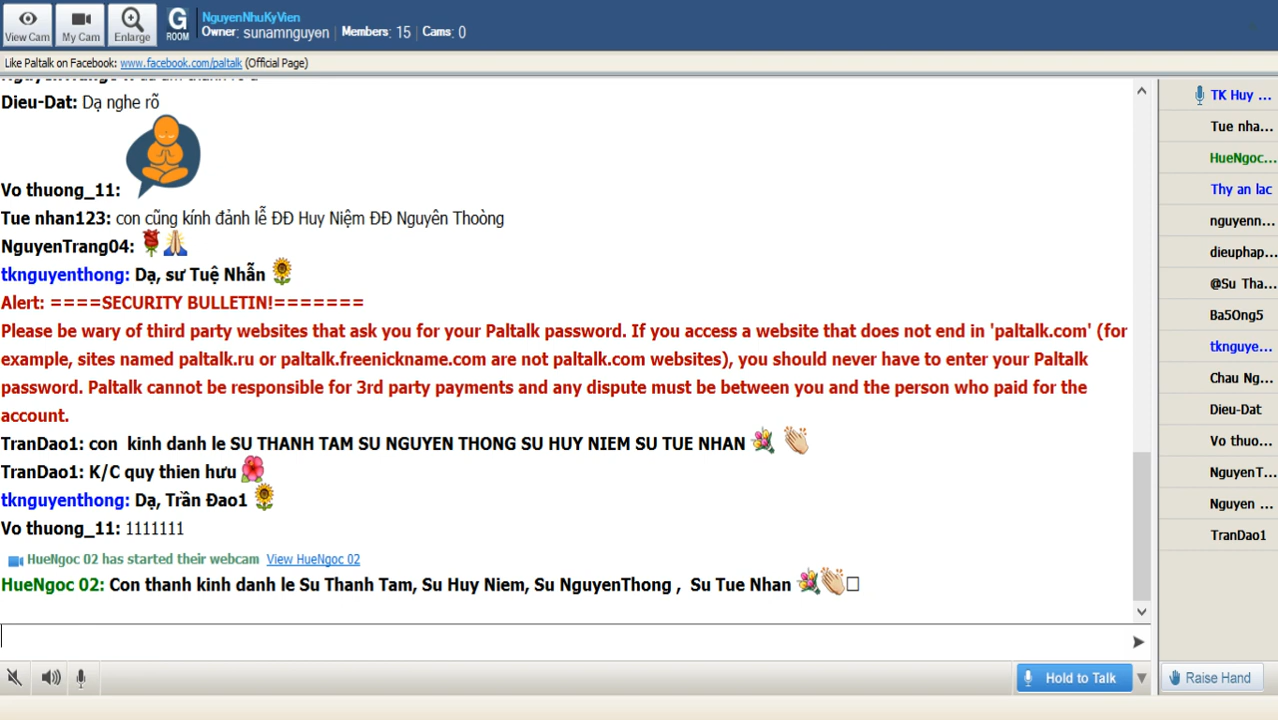 View Cam
My Cam
Enlarge
G
ROOM
NguyenNhuKyVien
Owner: sunamnguyen | Members: 15 | Cams: 0
Like Paltalk on Facebook: www.facebook.com/paltalk (Official Page)
Dieu-Dat: Dạ nghe rõ
Vo thuong_11:
Tue nhan123: con cũng kính đảnh lễ ĐĐ Huy Niệm ĐĐ Nguyên Thoòng
NguyenTrang04: 🌹🙏
tknguyenthong: Dạ, sư Tuệ Nhẫn 🌻
Alert: ====SECURITY BULLETIN!=======
Please be wary of third party websites that ask you for your Paltalk password. If you access a website that does not end in 'paltalk.com' (for
example, sites named paltalk.ru or paltalk.freenickname.com are not paltalk.com websites), you should never have to enter your Paltalk
password. Paltalk cannot be responsible for 3rd party payments and any dispute must be between you and the person who paid for the
account.
TranDao1: con kinh danh le SU THANH TAM SU NGUYEN THONG SU HUY NIEM SU TUE NHAN 💐 👏
TranDao1: K/C quy thien hưu 🌺
tknguyenthong: Dạ, Trần Đao1 🌻
Vo thuong_11: 1111111
HueNgoc 02 has started their webcam View HueNgoc 02
HueNgoc 02: Con thanh kinh danh le Su Thanh Tam, Su Huy Niem, Su NguyenThong , Su Tue Nhan 💐👏
Hold to Talk
TK Huy ...
Tue nha...
HueNgoc...
Thy an lac
nguyenn...
dieuphap...
@Su Tha...
Ba5Ong5
tknguye...
Chau Ng...
Dieu-Dat
Vo thuo...
NguyenT...
Nguyen ...
TranDao1
Raise Hand